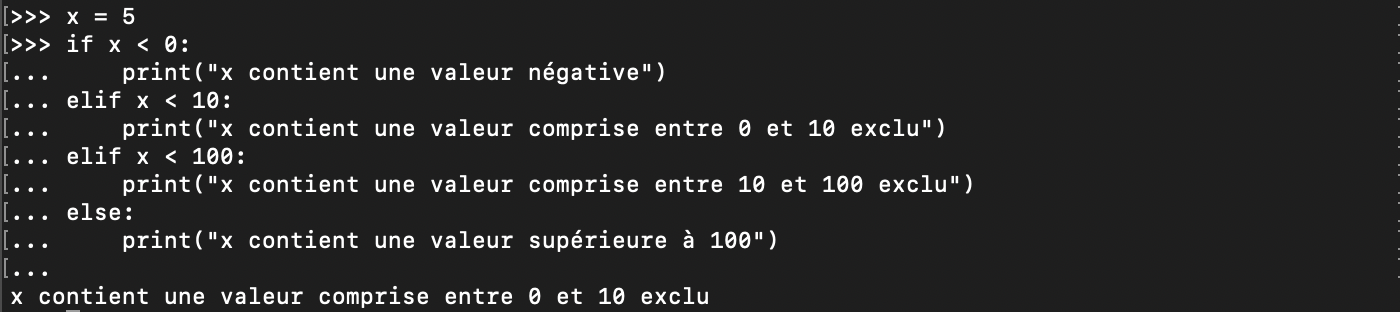 [>>> x = 5
[>>> if x < 0:
[...     print("x contient une valeur négative")
[... elif x < 10:
[...     print("x contient une valeur comprise entre 0 et 10 exclu")
[... elif x < 100:
[...     print("x contient une valeur comprise entre 10 et 100 exclu")
[... else:
[...     print("x contient une valeur supérieure à 100")
[...
x contient une valeur comprise entre 0 et 10 exclu